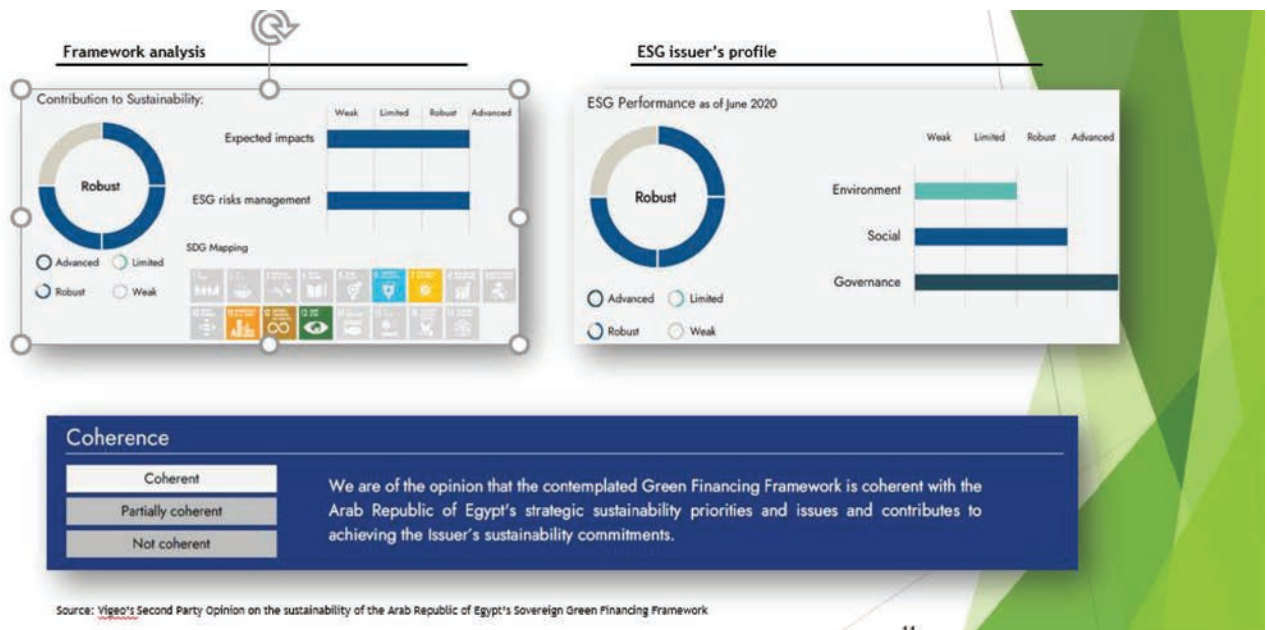 Framework analysis
ESG issuer's profile
Contribution to Sustainability:
Weak Limited Robust Advanced
Expected impacts
Robust
ESG risks management
SDG Mapping
Advanced Limited
Robust Weak
ESG Performance as of June 2020
Weak Limited Robust Advanced
Environment
Robust
Social
Governance
Advanced Limited
Robust Weak
Coherence
Coherent
Partially coherent
Not coherent
We are of the opinion that the contemplated Green Financing Framework is coherent with the
Arab Republic of Egypt's strategic sustainability priorities and issues and contributes to
achieving the Issuer's sustainability commitments.
Source: Vigeo's Second Party Opinion on the sustainability of the Arab Republic of Egypt's Sovereign Green Financing Framework